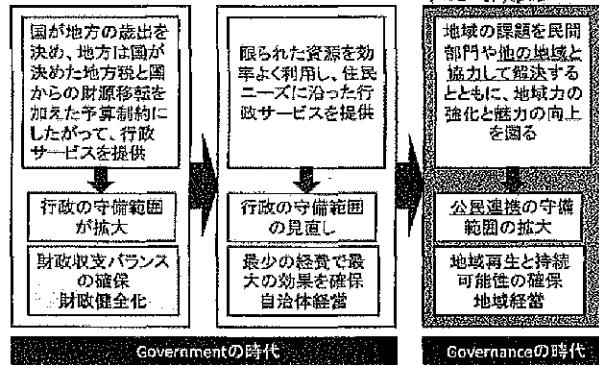 国が地方の歳出を
決め、地方は国が
決めた地方税と国
からの財源移転を
加えた予算制約に
したがって、行政
サービスを提供
行政の守備範囲
が拡大
財政収支バランス
の確保
財政健全化
限られた資源を効
率よく利用し、住民
ニーズに沿った行
政サービスを提供
行政の守備範囲
の見直し
最少の経費で最
大の効果を確保
自治体経営
Governmentの時代
地域の課題を民間
部門や他の地域と
協力して解決する
とともに、地域力の
強化と魅力の向上
を図る
公民連携の守備
範囲の拡大
地域再生と持続
可能性の確保
地域経営
Governanceの時代